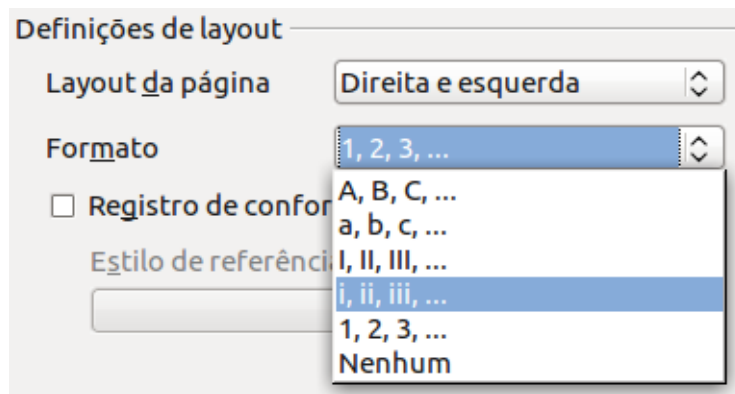 Definições de layout
Layout da página
Direita e esquerda
Formato
1, 2, 3, ...
A, B, C, ...
a, b, c, ...
I, II, III, ...
i, ii, iii, ...
1, 2, 3, ...
Nenhum
Registro de confor
Estilo de referênci